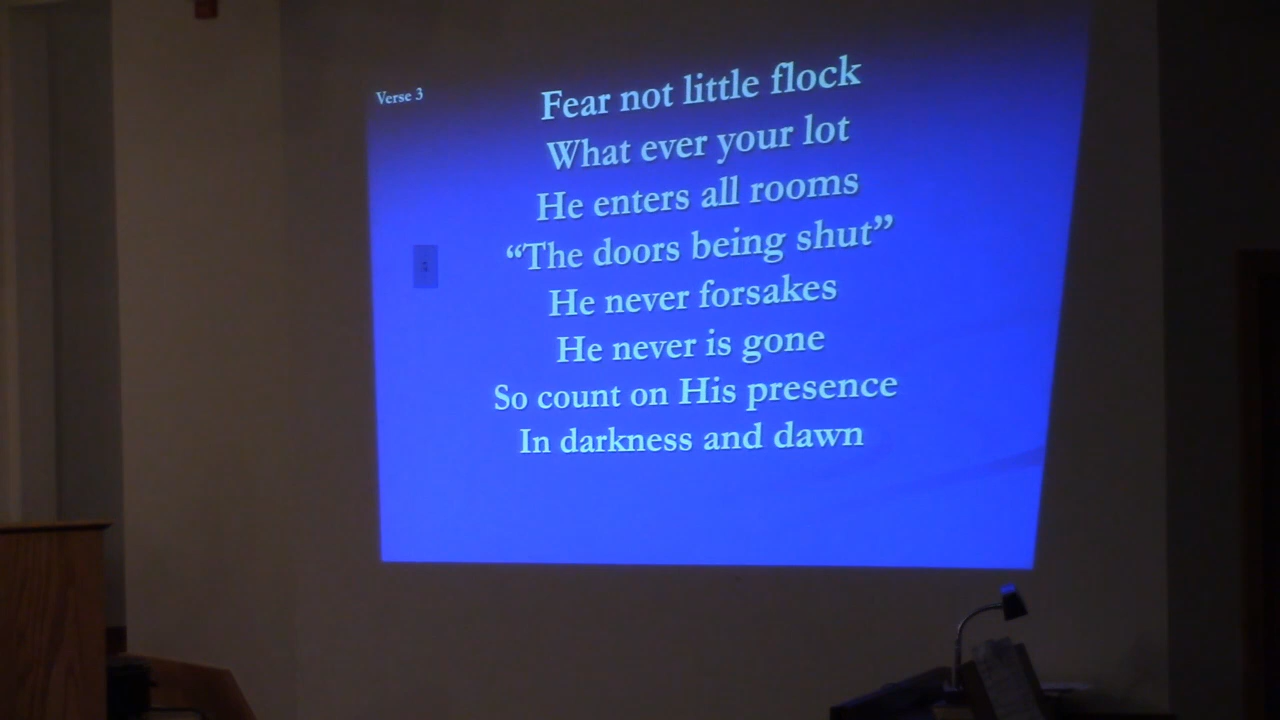 Verse 3
Fear not little flock
What ever your lot
He enters all rooms
“The doors being shut”
He never forsakes
He never is gone
So count on His presence
In darkness and dawn